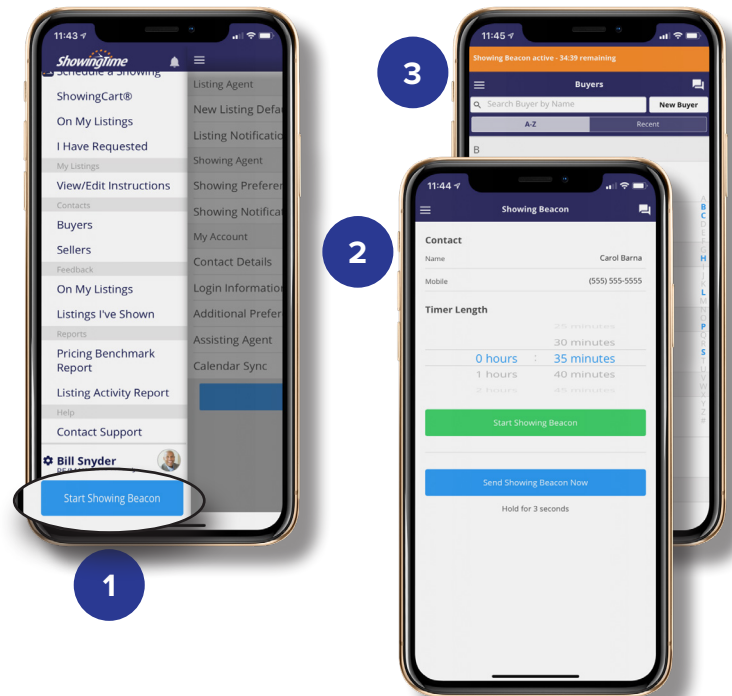 11:43
ShowingTime
Schedule a Showing
ShowingCart®
On My Listings
I Have Requested
My Listings
View/Edit Instructions
Contacts
Buyers
Sellers
Feedback
On My Listings
Listings I've Shown
Reports
Pricing Benchmark
Report
Listing Activity Report
Help
Contact Support
Bill Snyder
Start Showing Beacon
Listing Agent
New Listing Defau
Listing Notificatio
Showing Agent
Showing Preferen
Showing Notificat
My Account
Contact Details
Login Information
Additional Prefer
Assisting Agent
Calendar Sync
1
2
11:44
Showing Beacon
Contact
Name Carol Barna
Mobile (555) 555-5555
Timer Length
25 minutes
30 minutes
0 hours : 35 minutes
1 hours 40 minutes
2 hours 45 minutes
Start Showing Beacon
Send Showing Beacon Now
Hold for 3 seconds
3
11:45
Showing Beacon active - 34:39 remaining
Buyers
Search Buyer by Name New Buyer
A-Z Recent
B
A
B
C
D
E
F
G
H
I
J
K
L
M
N
O
P
Q
R
S
T
U
V
W
X
Y
Z